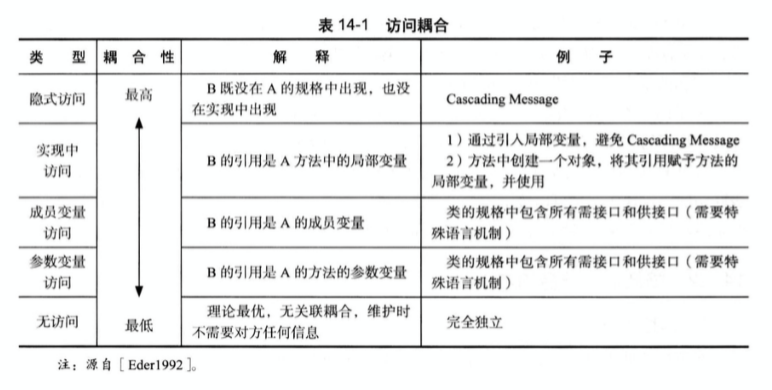 表 14-1 访问耦合
类 型 耦 合 性 解 释 例 子
隐式访问 最高 B 既没在 A 的规格中出现，也没在实现中出现 Cascading Message
实现中访问 B 的引用是 A 方法中的局部变量 1）通过引入局部变量，避免 Cascading Message
2）方法中创建一个对象，将其引用赋予方法的局部变量，并使用
成员变量访问 B 的引用是 A 的成员变量 类的规格中包含所有需接口和供接口（需要特殊语言机制）
参数变量访问 B 的引用是 A 的方法的参数变量 类的规格中包含所有需接口和供接口（需要特殊语言机制）
无访问 最低 理论最优，无关联耦合，维护时不需要对方任何信息 完全独立
注：源自［Eder1992］。